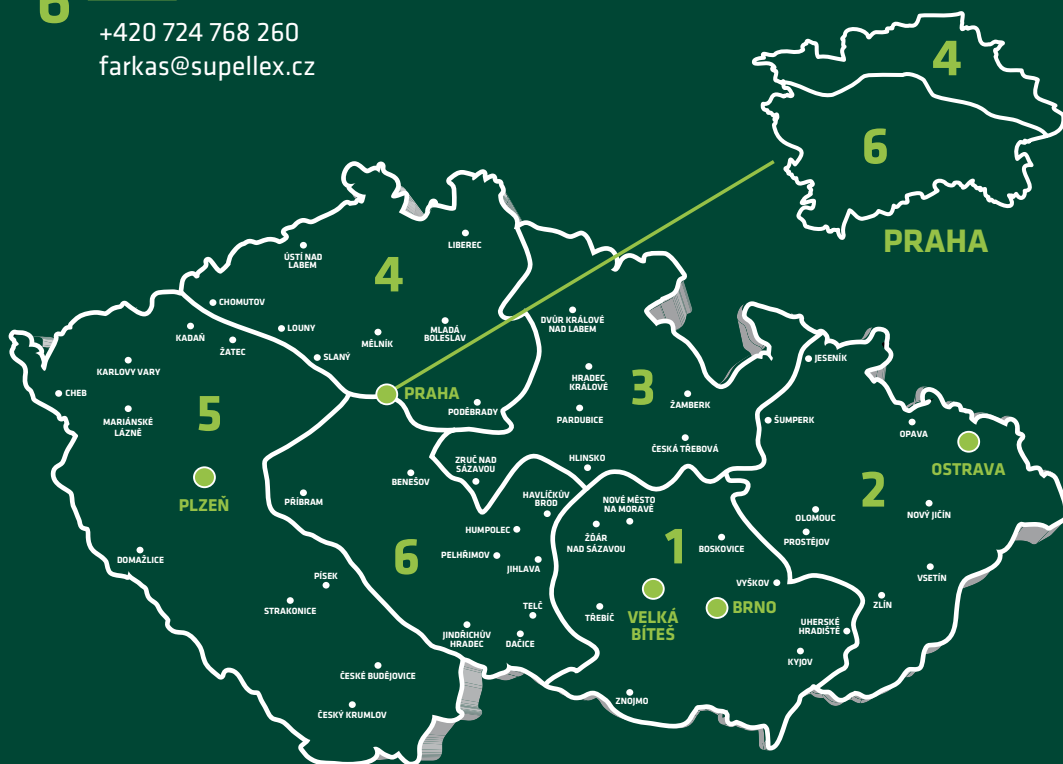 6
+420 724 768 260
farkas@supellex.cz
4
6
PRAHA
LIBEREC
ÚSTÍ NAD
LABEM
4
CHOMUTOV
DVŮR KRÁLOVÉ
NAD LABEM
LOUNY
MLADÁ
BOLESLAV
KADAŇ
MĚLNÍK
ŽATEC
SLANÝ
JESENÍK
KARLOVY VARY
HRADEC
KRÁLOVÉ
3
CHEB
PRAHA
ŽAMBERK
PODĚBRADY
PARDUBICE
MARIÁNSKÉ
LÁZNĚ
5
ŠUMPERK
OPAVA
ČESKÁ TŘEBOVÁ
OSTRAVA
HLINSKO
ZRUČ NAD
SÁZAVOU
BENEŠOV
PLZEŇ
PŘÍBRAM
HAVLÍČKŮV
BROD
NOVÉ MĚSTO
NA MORAVĚ
2
NOVÝ JIČÍN
OLOMOUC
HUMPOLEC
ŽĎÁR
NAD SÁZAVOU
1
BOSKOVICE
PROSTĚJOV
DOMAŽLICE
6
PELHŘIMOV
JIHLAVA
PÍSEK
VYŠKOV
VSETÍN
STRAKONICE
TELČ
TŘEBÍČ
VELKÁ
BÍTEŠ
BRNO
ZLÍN
UHERSKÉ
HRADIŠTĚ
JINDŘICHŮV
HRADEC
DAČICE
KYJOV
ČESKÉ BUDĚJOVICE
ZNOJMO
ČESKÝ KRUMLOV